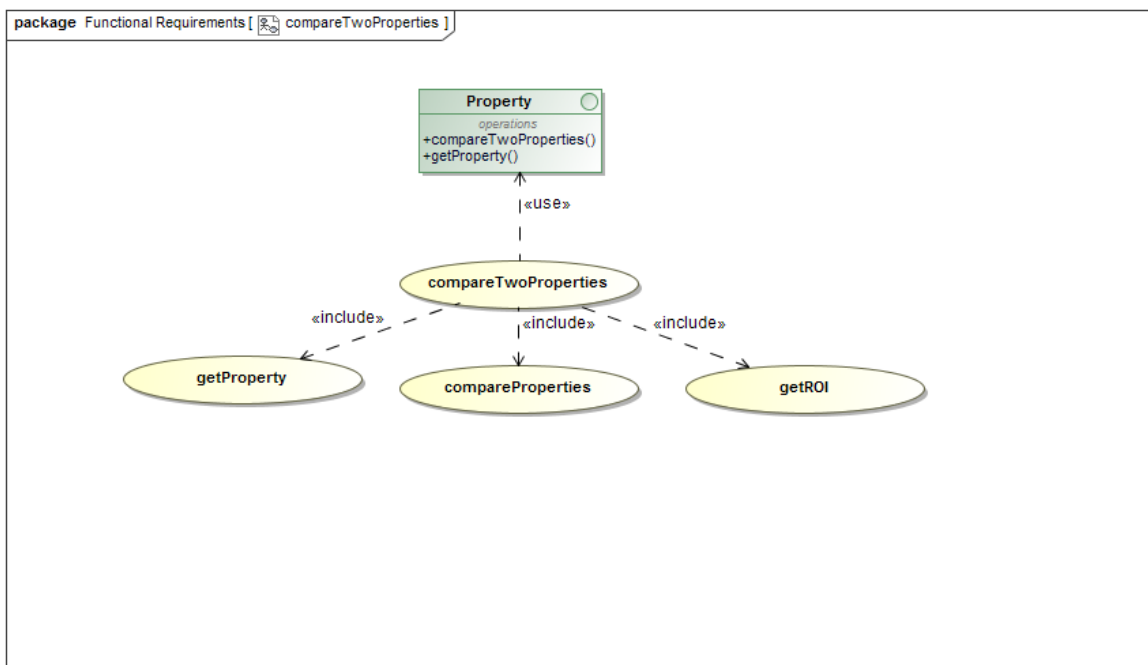 package Functional Requirements [ compareTwoProperties ]
Property
operations
+compareTwoProperties()
+getProperty()
«use»
compareTwoProperties
«include»
«include»
«include»
getProperty
compareProperties
getROI